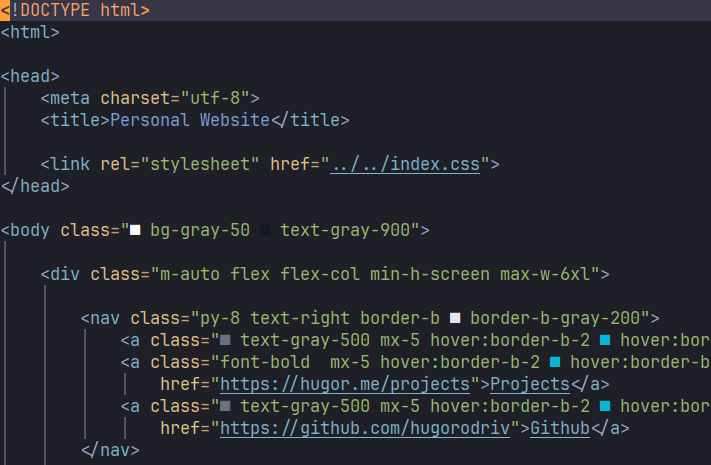 <!DOCTYPE html>
<html>
<head>
<meta charset="utf-8">
<title>Personal Website</title>
<link rel="stylesheet" href="../../index.css">
</head>
<body class="bg-gray-50 text-gray-900">
<div class="m-auto flex flex-col min-h-screen max-w-6xl">
<nav class="py-8 text-right border-b border-b-gray-200">
<a class="text-gray-500 mx-5 hover:border-b-2 hover:bor
<a class="font-bold  mx-5 hover:border-b-2 hover:border-b
href="https://hugor.me/projects">Projects</a>
<a class="text-gray-500 mx-5 hover:border-b-2 hover:bor
href="https://github.com/hugorodriv">Github</a>
</nav>